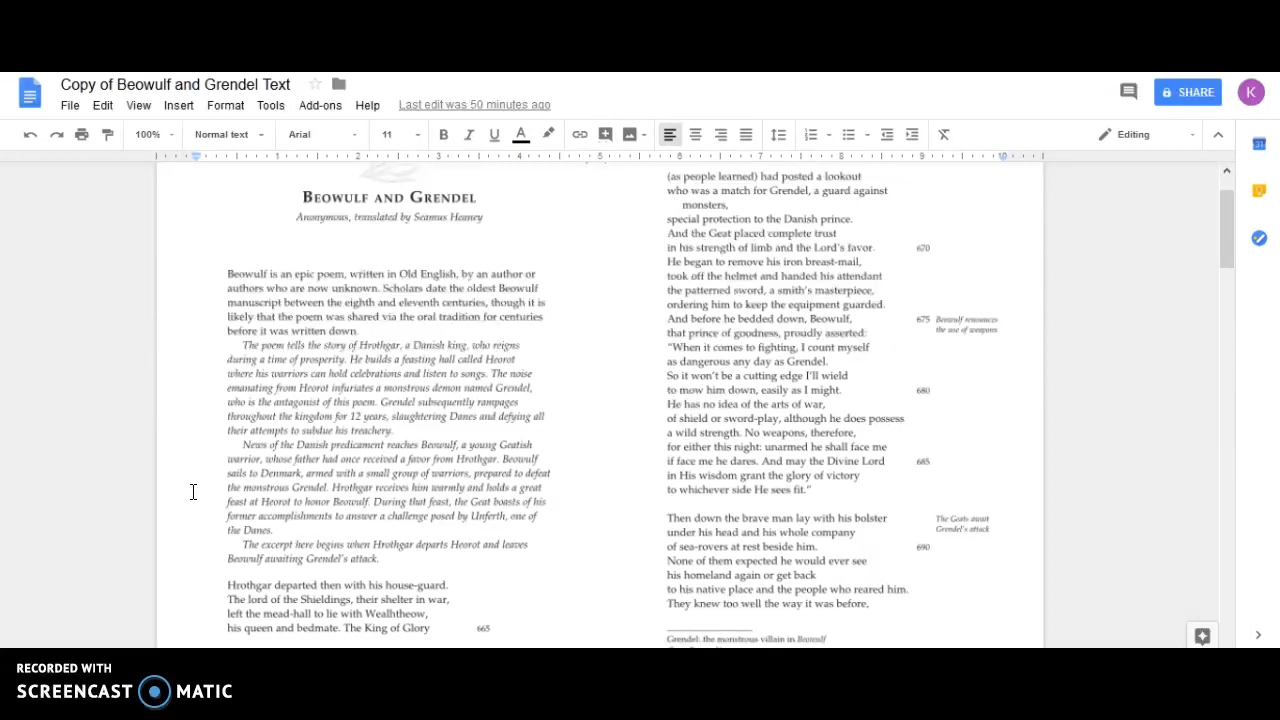 Copy of Beowulf and Grendel Text
K
SHARE
File Edit View Insert Format Tools Add-ons Help Last edit was 50 minutes ago
100% Normal text Arial 11 B I U A Editing
1 2 3 4 5 6 7 8 9 10
31
BEOWULF AND GRENDEL
Anonymous, translated by Seamus Heaney
Beowulf is an epic poem, written in Old English, by an author or
authors who are now unknown. Scholars date the oldest Beowulf
manuscript between the eighth and eleventh centuries, though it is
likely that the poem was shared via the oral tradition for centuries
before it was written down.
The poem tells the story of Hrothgar, a Danish king, who reigns
during a time of prosperity. He builds a feasting hall called Heorot
where his warriors can hold celebrations and listen to songs. The noise
emanating from Heorot infuriates a monstrous demon named Grendel,
who is the antagonist of this poem. Grendel subsequently rampages
throughout the kingdom for 12 years, slaughtering Danes and defying all
their attempts to subdue his treachery.
News of the Danish predicament reaches Beowulf, a young Geatish
warrior, whose father had once received a favor from Hrothgar. Beowulf
sails to Denmark, armed with a small group of warriors, prepared to defeat
the monstrous Grendel. Hrothgar receives him warmly and holds a great
feast at Heorot to honor Beowulf. During that feast, the Geat boasts of his
former accomplishments to answer a challenge posed by Unferth, one of
the Danes.
The excerpt here begins when Hrothgar departs Heorot and leaves
Beowulf awaiting Grendel's attack.
Hrothgar departed then with his house-guard.
The lord of the Shieldings, their shelter in war,
left the mead-hall to lie with Wealhtheow,
his queen and bedmate. The King of Glory 665
(as people learned) had posted a lookout
who was a match for Grendel, a guard against
monsters,
special protection to the Danish prince.
And the Geat placed complete trust
in his strength of limb and the Lord's favor. 670
He began to remove his iron breast-mail,
took off the helmet and handed his attendant
the patterned sword, a smith's masterpiece,
ordering him to keep the equipment guarded.
And before he bedded down, Beowulf, 675 Beowulf renounces
the use of weapons
that prince of goodness, proudly asserted:
"When it comes to fighting, I count myself
as dangerous any day as Grendel.
So it won't be a cutting edge I'll wield
to mow him down, easily as I might. 680
He has no idea of the arts of war,
of shield or sword-play, although he does possess
a wild strength. No weapons, therefore,
for either this night: unarmed he shall face me
if face me he dares. And may the Divine Lord 685
in His wisdom grant the glory of victory
to whichever side He sees fit."
Then down the brave man lay with his bolster The Geats await
Grendel's attack
under his head and his whole company
of sea-rovers at rest beside him. 690
None of them expected he would ever see
his homeland again or get back
to his native place and the people who reared him.
They knew too well the way it was before,
Grendel: the monstrous villain in Beowulf
RECORDED WITH
SCREENCAST MATIC